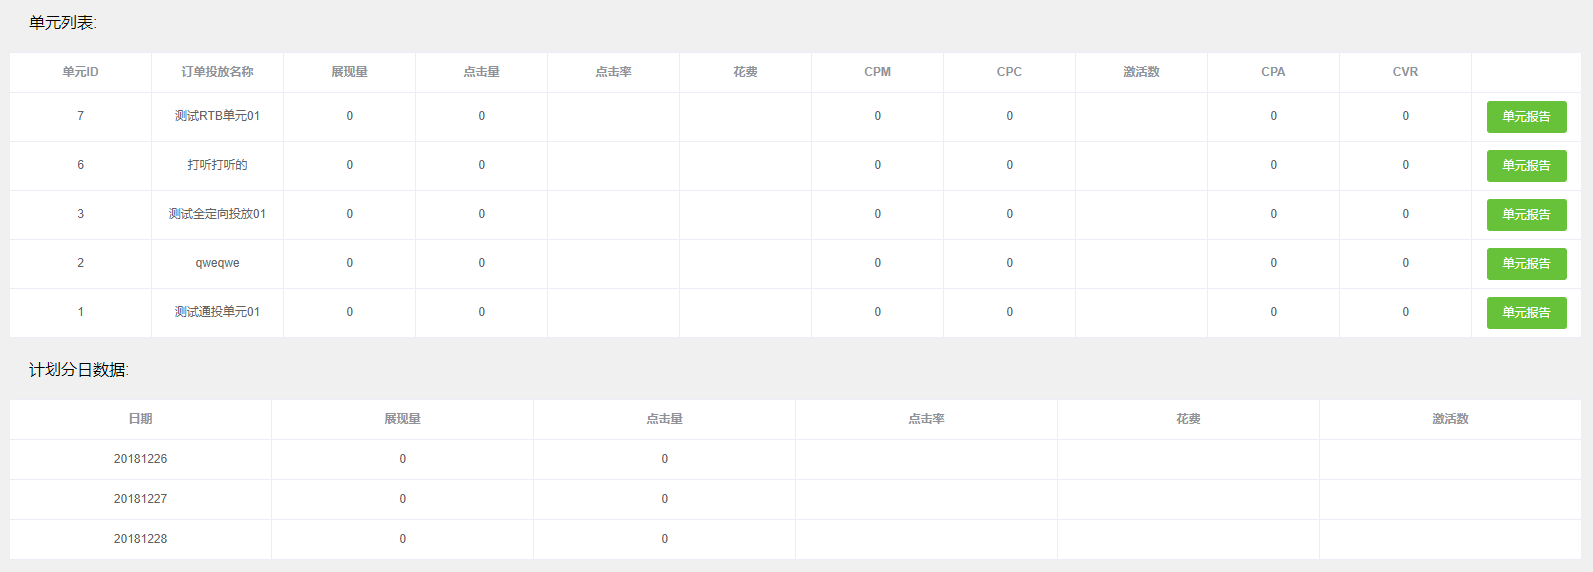 单元列表:
单元ID 订单投放名称 展现量 点击量 点击率 花费 CPM CPC 激活数 CPA CVR
7 测试RTB单元01 0 0 0 0 0 0 单元报告
6 打听打听的 0 0 0 0 0 0 单元报告
3 测试全定向投放01 0 0 0 0 0 0 单元报告
2 qweqwe 0 0 0 0 0 0 单元报告
1 测试通投单元01 0 0 0 0 0 0 单元报告
计划分日数据:
日期 展现量 点击量 点击率 花费 激活数
20181226 0 0
20181227 0 0
20181228 0 0